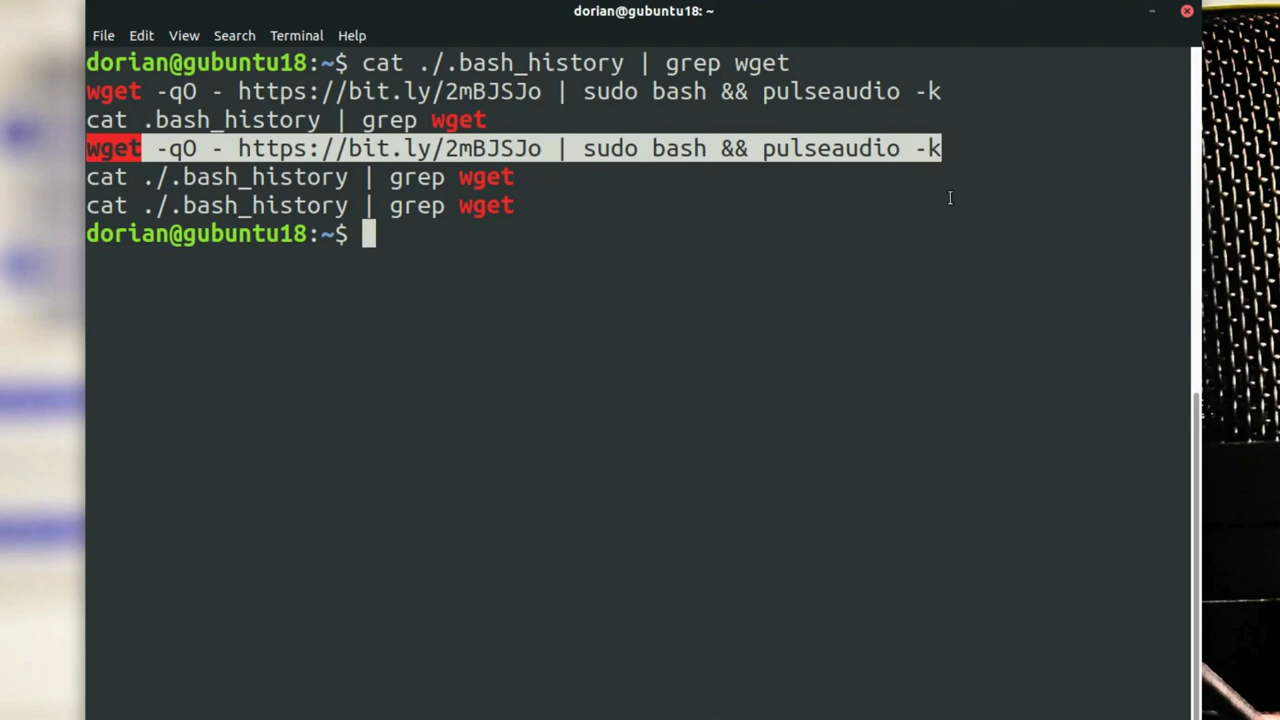 dorian@gubuntu18: ~
File Edit View Search Terminal Help
dorian@gubuntu18:~$ cat ./.bash_history | grep wget
wget -qO - https://bit.ly/2mBJSJo | sudo bash && pulseaudio -k
cat .bash_history | grep wget
wget -qO - https://bit.ly/2mBJSJo | sudo bash && pulseaudio -k
cat ./.bash_history | grep wget
cat ./.bash_history | grep wget
dorian@gubuntu18:~$